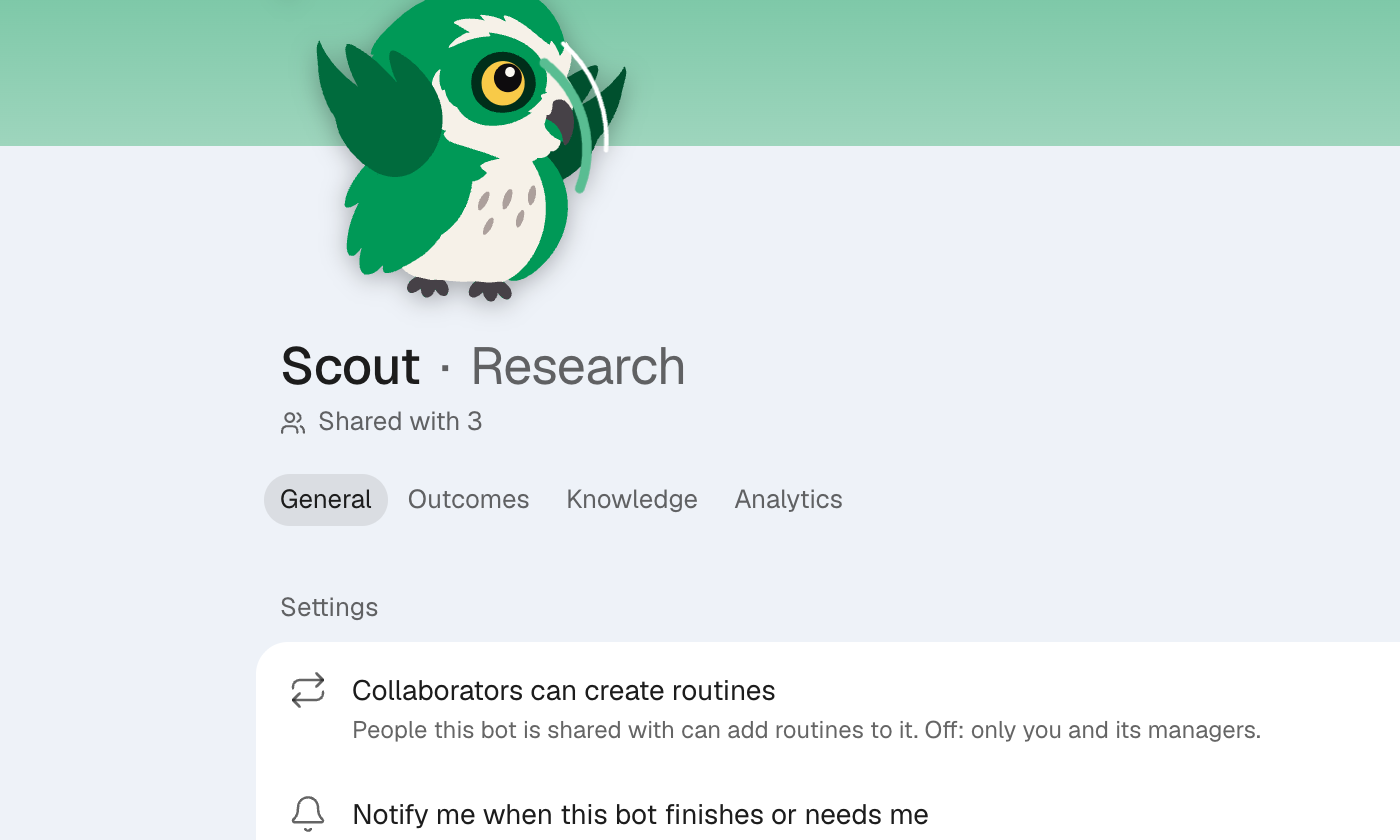 Scout · Research
Shared with 3
General Outcomes Knowledge Analytics
Settings
Collaborators can create routines
People this bot is shared with can add routines to it. Off: only you and its managers.
Notify me when this bot finishes or needs me